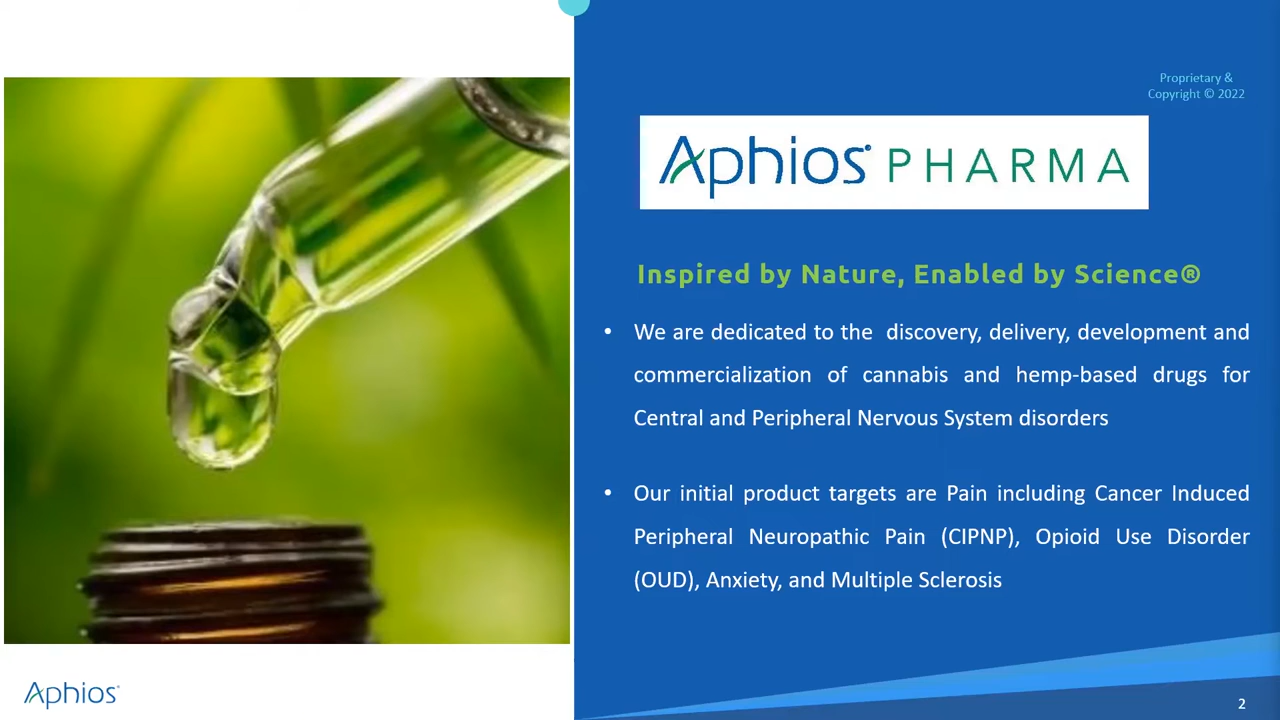 Proprietary &
Copyright © 2022
Aphios® PHARMA
Inspired by Nature, Enabled by Science®
• We are dedicated to the discovery, delivery, development and
commercialization of cannabis and hemp-based drugs for
Central and Peripheral Nervous System disorders
• Our initial product targets are Pain including Cancer Induced
Peripheral Neuropathic Pain (CIPNP), Opioid Use Disorder
(OUD), Anxiety, and Multiple Sclerosis
Aphios®
2